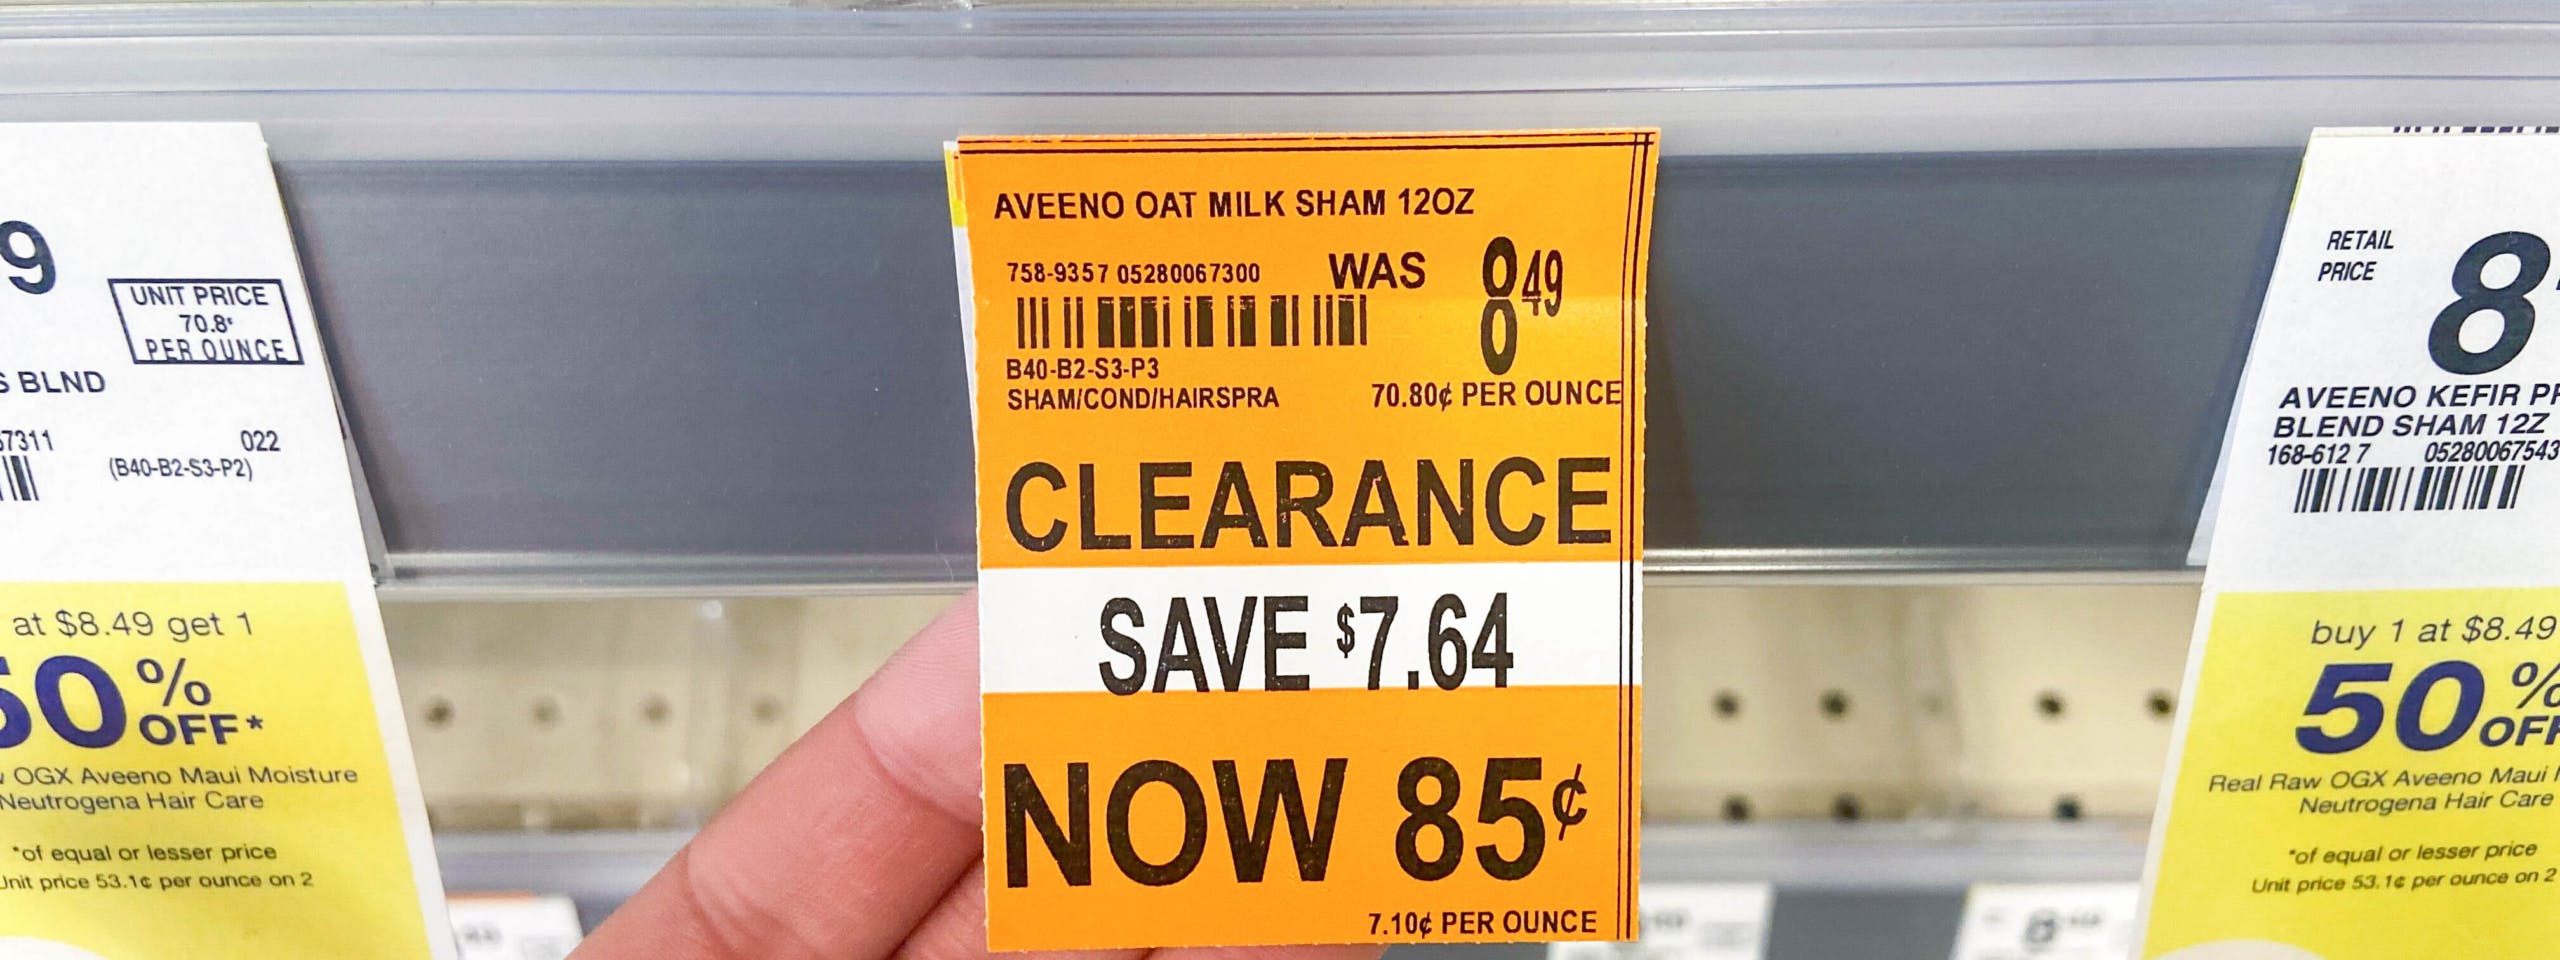 9
UNIT PRICE
70.8¢
PER OUNCE
BLND
022
(B40-B2-S3-P2)
at $8.49 get 1
50%
OFF*
OGX Aveeno Maui Moisture
Neutrogena Hair Care
*of equal or lesser price
Unit price 53.1¢ per ounce on 2
AVEENO OAT MILK SHAM 12OZ
758-9357 05280067300
WAS 8 49
B40-B2-S3-P3
SHAM/COND/HAIRSPRA
70.80¢ PER OUNCE
CLEARANCE
SAVE $7.64
NOW 85¢
7.10¢ PER OUNCE
RETAIL
PRICE
8
AVEENO KEFIR
BLEND SHAM 12Z
168-612 7 05280067543
buy 1 at $8.49
50%
OFF
Real Raw OGX Aveeno Maui
Neutrogena Hair Care
*of equal or lesser price
Unit price 53.1¢ per ounce on 2